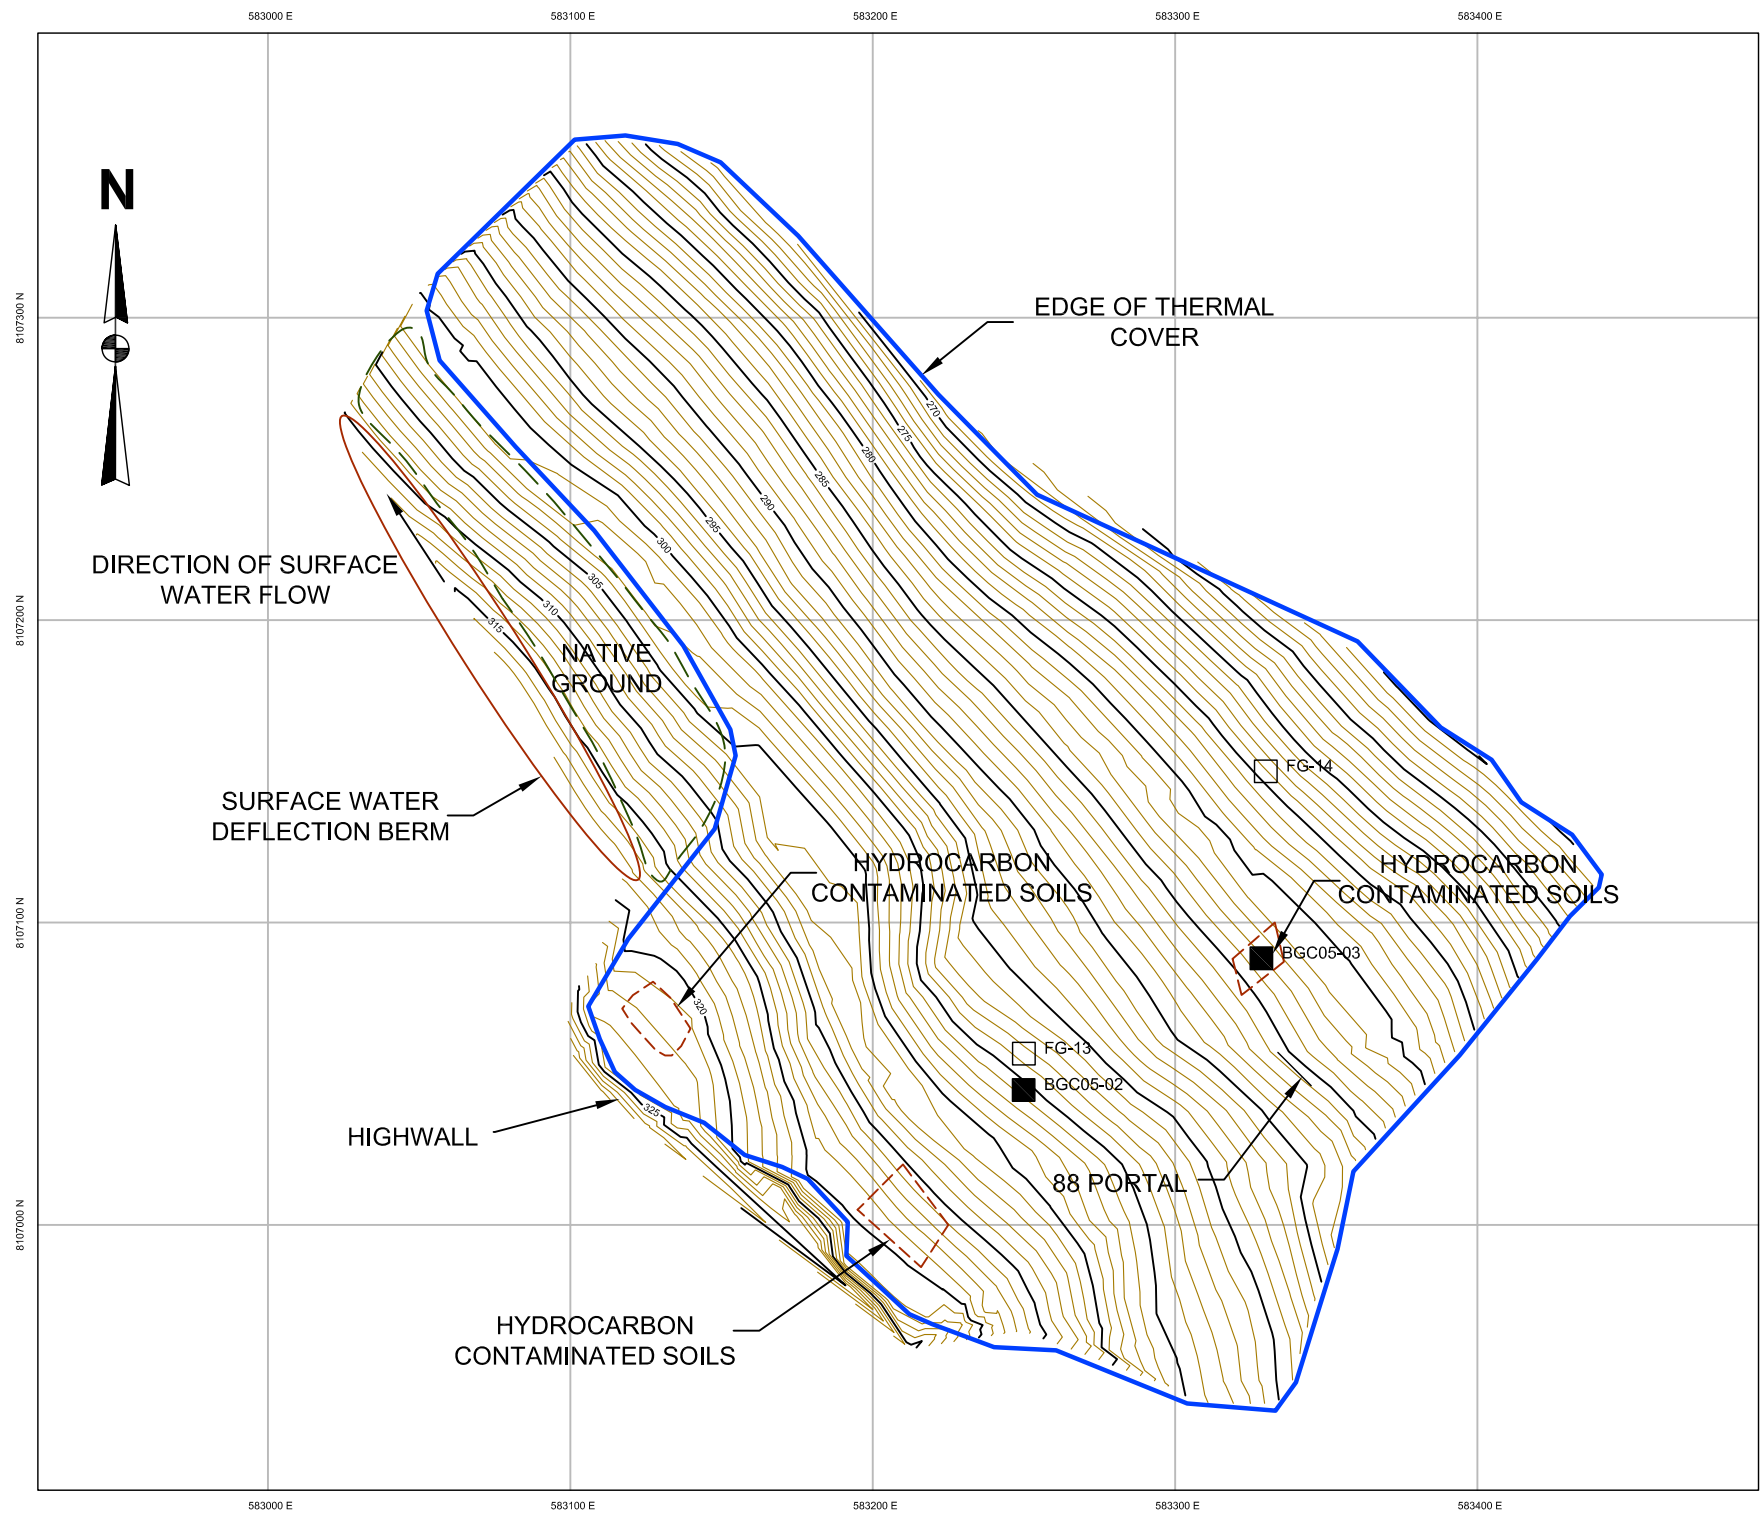 583000 E
583100 E
583200 E
583300 E
583400 E
N
8107300 N
8107200 N
8107100 N
8107000 N
EDGE OF THERMAL
COVER
270
275
280
285
290
295
300
305
310
315
DIRECTION OF SURFACE
WATER FLOW
NATIVE
GROUND
FG-14
SURFACE WATER
DEFLECTION BERM
HYDROCARBON
CONTAMINATED SOILS
HYDROCARBON
CONTAMINATED SOILS
BGC05-03
320
FG-13
BGC05-02
325
HIGHWALL
88 PORTAL
HYDROCARBON
CONTAMINATED SOILS
583000 E
583100 E
583200 E
583300 E
583400 E